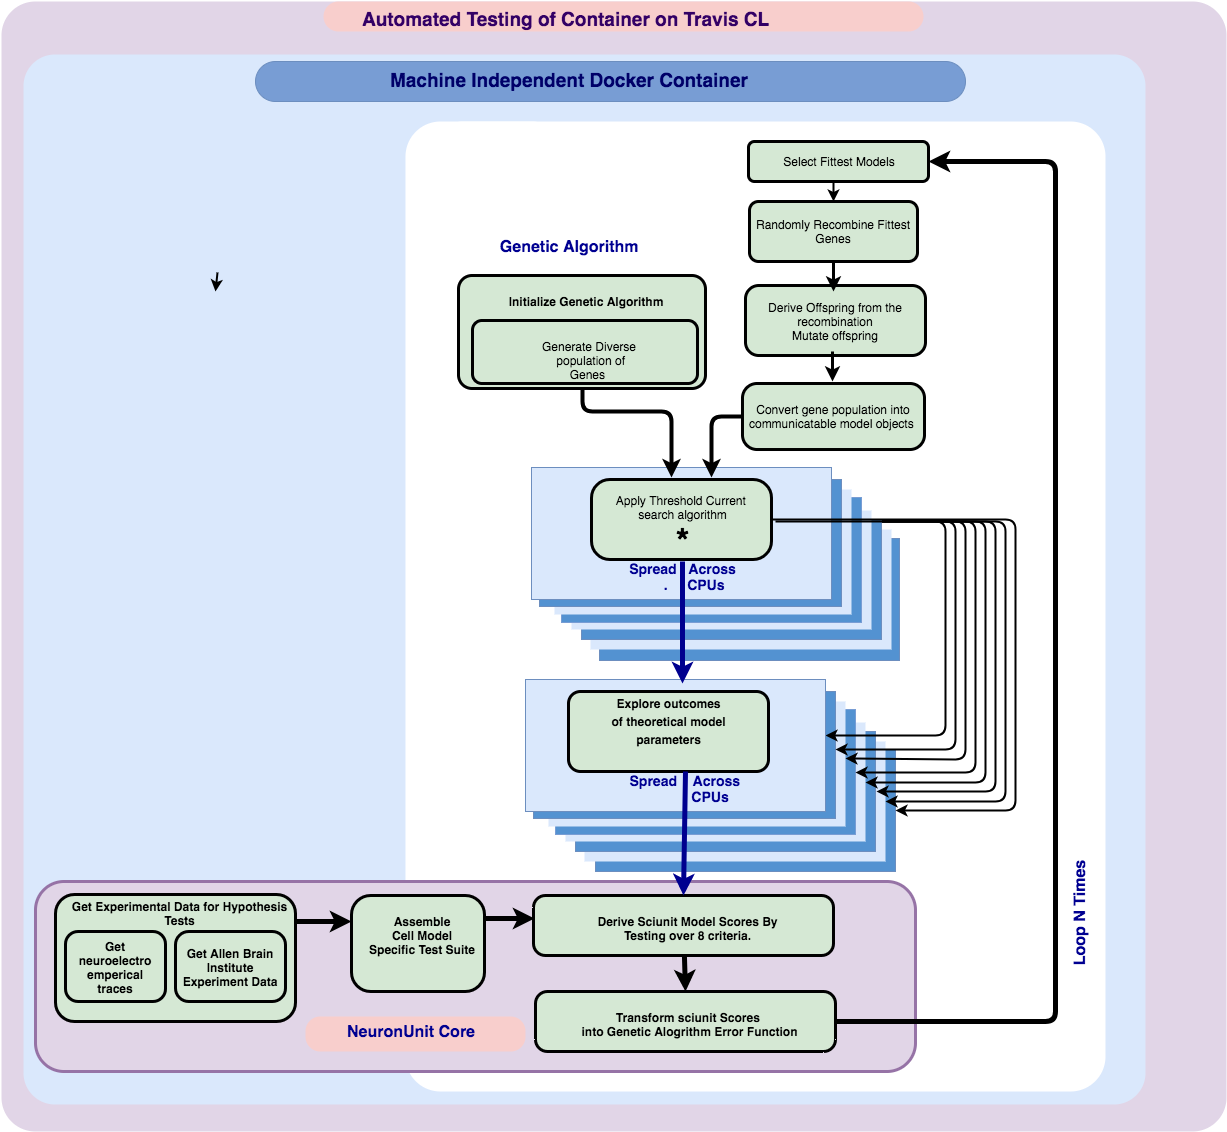 Automated Testing of Container on Travis CL
Machine Independent Docker Container
Select Fittest Models
Randomly Recombine Fittest
Genes
Genetic Algorithm
Initialize Genetic Algorithm
Generate Diverse
population of
Genes
Derive Offspring from the
recombination
Mutate offspring
Convert gene population into
communicatable model objects
Apply Threshold Current
search algorithm
*
Spread Across
. CPUs
Explore outcomes
of theoretical model
parameters
Spread Across
CPUs
Loop N Times
Get Experimental Data for Hypothesis
Tests
Get
neuroelectro
emperical
traces
Get Allen Brain
Institute
Experiment Data
Assemble
Cell Model
Specific Test Suite
Derive Sciunit Model Scores By
Testing over 8 criteria.
NeuronUnit Core
Transform sciunit Scores
into Genetic Alogrithm Error Function